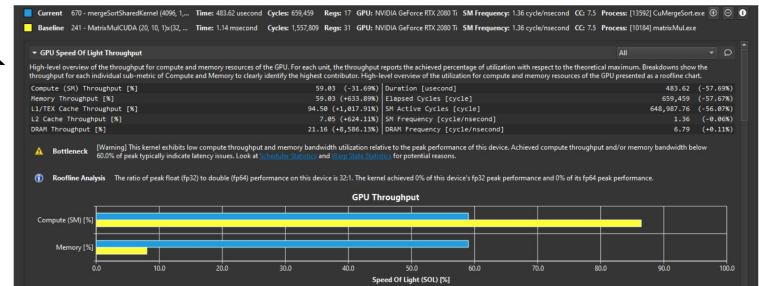 Current 670 - mergeSortSharedKernel (4096, 1,... Time: 483.62 usecond Cycles: 659,459 Regs: 17 GPU: NVIDIA GeForce RTX 2080 Ti SM Frequency: 1.36 cycle/nsecond CC: 7.5 Process: [13592] CuMergeSort.exe
Baseline 241 - MatrixMulCUDA (20, 10, 1)x(32, ... Time: 1.14 msecond Cycles: 1,557,809 Regs: 31 GPU: NVIDIA GeForce RTX 2080 Ti SM Frequency: 1.36 cycle/nsecond CC: 7.5 Process: [10184] matrixMul.exe
GPU Speed Of Light Throughput All
High-level overview of the throughput for compute and memory resources of the GPU. For each unit, the throughput reports the achieved percentage of utilization with respect to the theoretical maximum. Breakdowns show the
throughput for each individual sub-metric of Compute and Memory to clearly identify the highest contributor. High-level overview of the utilization for compute and memory resources of the GPU presented as a roofline chart.
Compute (SM) Throughput [%] 59.03 (-31.69%) Duration [usecond] 483.62 (-57.69%)
Memory Throughput [%] 59.03 (+633.89%) Elapsed Cycles [cycle] 659,459 (-57.67%)
L1/TEX Cache Throughput [%] 94.50 (+1,017.91%) SM Active Cycles [cycle] 648,987.76 (-56.07%)
L2 Cache Throughput [%] 7.05 (+624.11%) SM Frequency [cycle/nsecond] 1.36 (-0.06%)
DRAM Throughput [%] 21.16 (+8,586.13%) DRAM Frequency [cycle/nsecond] 6.79 (+0.11%)
Bottleneck [Warning] This kernel exhibits low compute throughput and memory bandwidth utilization relative to the peak performance of this device. Achieved compute throughput and/or memory bandwidth below
60.0% of peak typically indicate latency issues. Look at Scheduler Statistics and Warp State Statistics for potential reasons.
Roofline Analysis The ratio of peak float (fp32) to double (fp64) performance on this device is 32:1. The kernel achieved 0% of this device's fp32 peak performance and 0% of its fp64 peak performance.
GPU Throughput
Compute (SM) [%]
Memory [%]
0.0 10.0 20.0 30.0 40.0 50.0 60.0 70.0 80.0 90.0 100.0
Speed Of Light (SOL) [%]